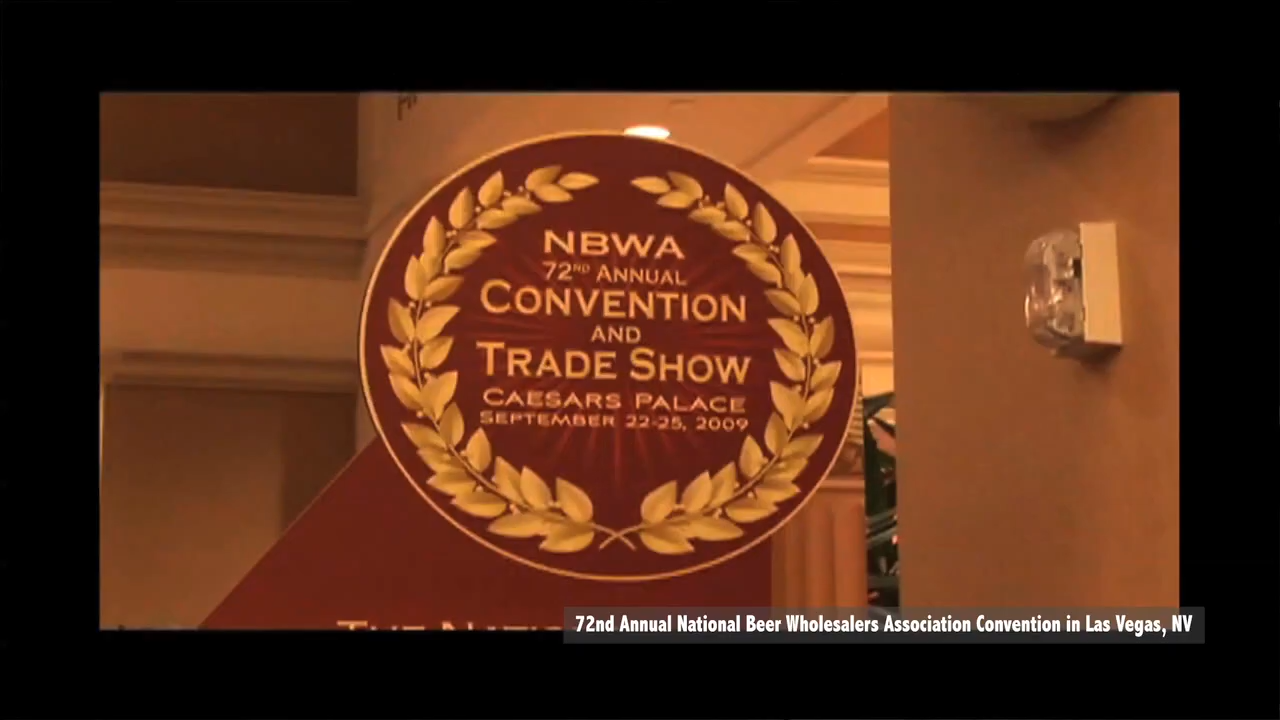 NBWA
72ND ANNUAL
CONVENTION
AND
TRADE SHOW
CAESARS PALACE
SEPTEMBER 22-25, 2009
THE
72nd Annual National Beer Wholesalers Association Convention in Las Vegas, NV